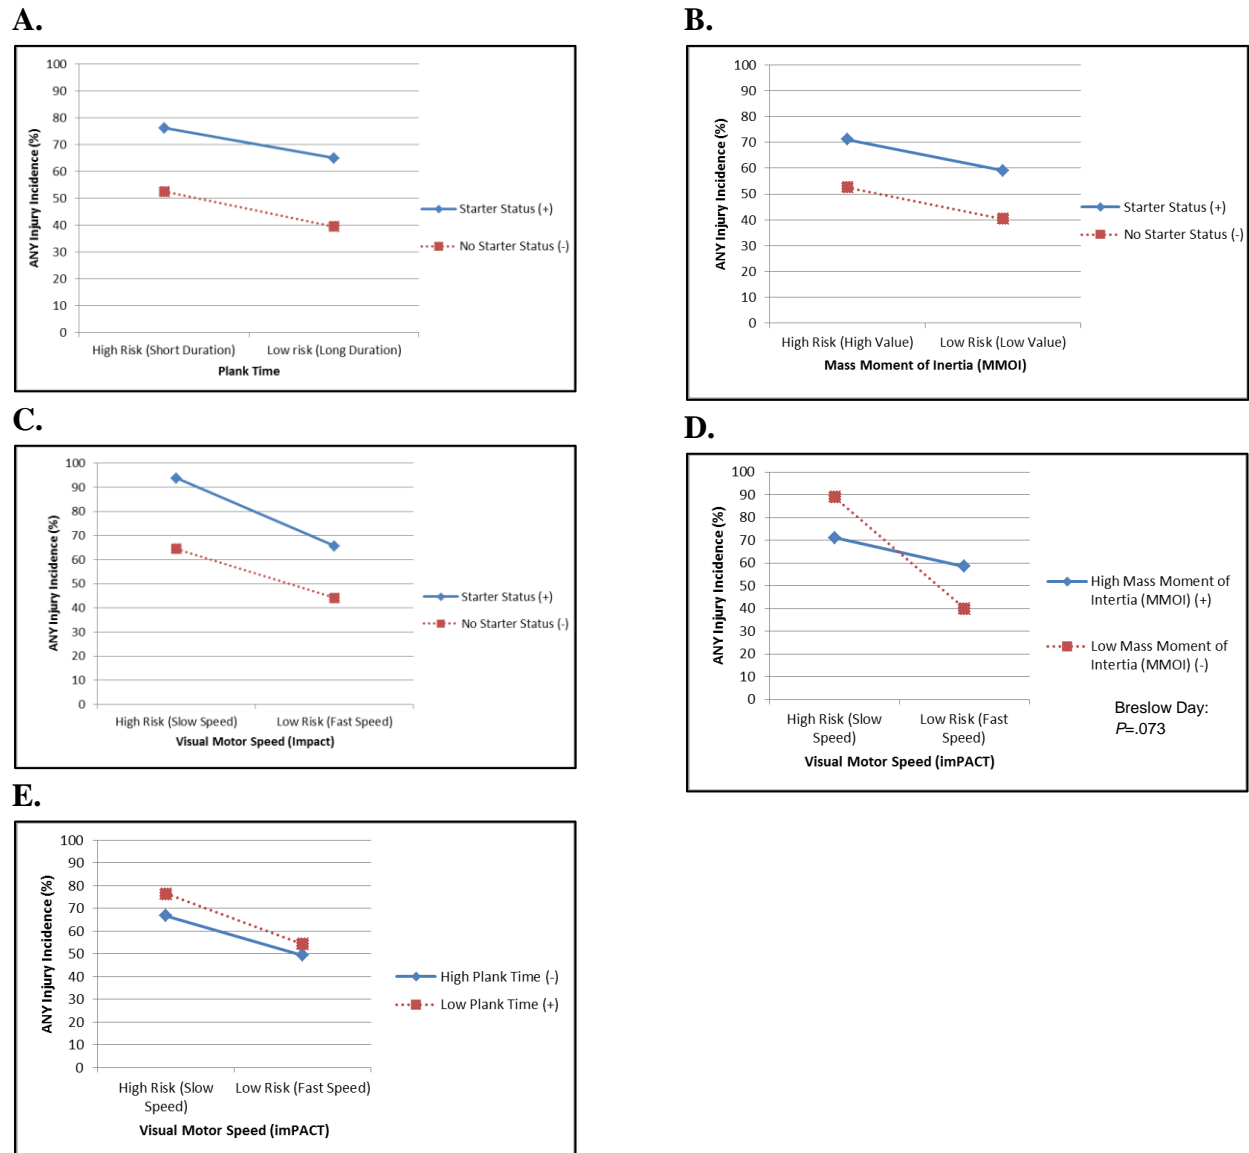 A.
100
90
80
70
60
50
40
30
20
10
0
ANY Injury Incidence (%)
High Risk (Short Duration)
Low risk (Long Duration)
Plank Time
Starter Status (+)
No Starter Status (-)
B.
100
90
80
70
60
50
40
30
20
10
0
ANY Injury Incidence (%)
High Risk (High Value)
Low Risk (Low Value)
Mass Moment of Inertia (MMOI)
Starter Status (+)
No Starter Status (-)
C.
100
90
80
70
60
50
40
30
20
10
0
ANY Injury Incidence (%)
High Risk (Slow Speed)
Low Risk (Fast Speed)
Visual Motor Speed (Impact)
Starter Status (+)
No Starter Status (-)
D.
100
90
80
70
60
50
40
30
20
10
0
ANY Injury Incidence (%)
High Risk (Slow
Speed)
Low Risk (Fast
Speed)
Visual Motor Speed (imPACT)
High Mass Moment of
Intertia (MMOI) (+)
Low Mass Moment of
Intertia (MMOI) (-)
Breslow Day:
P=.073
E.
100
90
80
70
60
50
40
30
20
10
0
ANY Injury Incidence (%)
High Risk (Slow
Speed)
Low Risk (Fast Speed)
Visual Motor Speed (imPACT)
High Plank Time (-)
Low Plank Time (+)